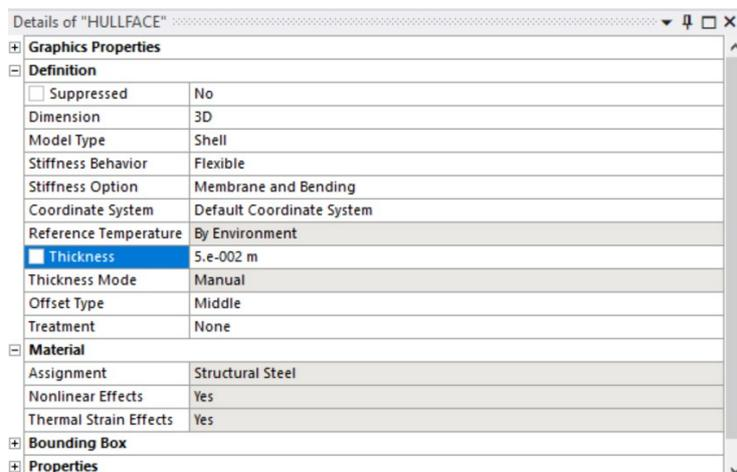 Details of "HULLFACE"
Graphics Properties
Definition
Suppressed No
Dimension 3D
Model Type Shell
Stiffness Behavior Flexible
Stiffness Option Membrane and Bending
Coordinate System Default Coordinate System
Reference Temperature By Environment
Thickness 5.e-002 m
Thickness Mode Manual
Offset Type Middle
Treatment None
Material
Assignment Structural Steel
Nonlinear Effects Yes
Thermal Strain Effects Yes
Bounding Box
Properties